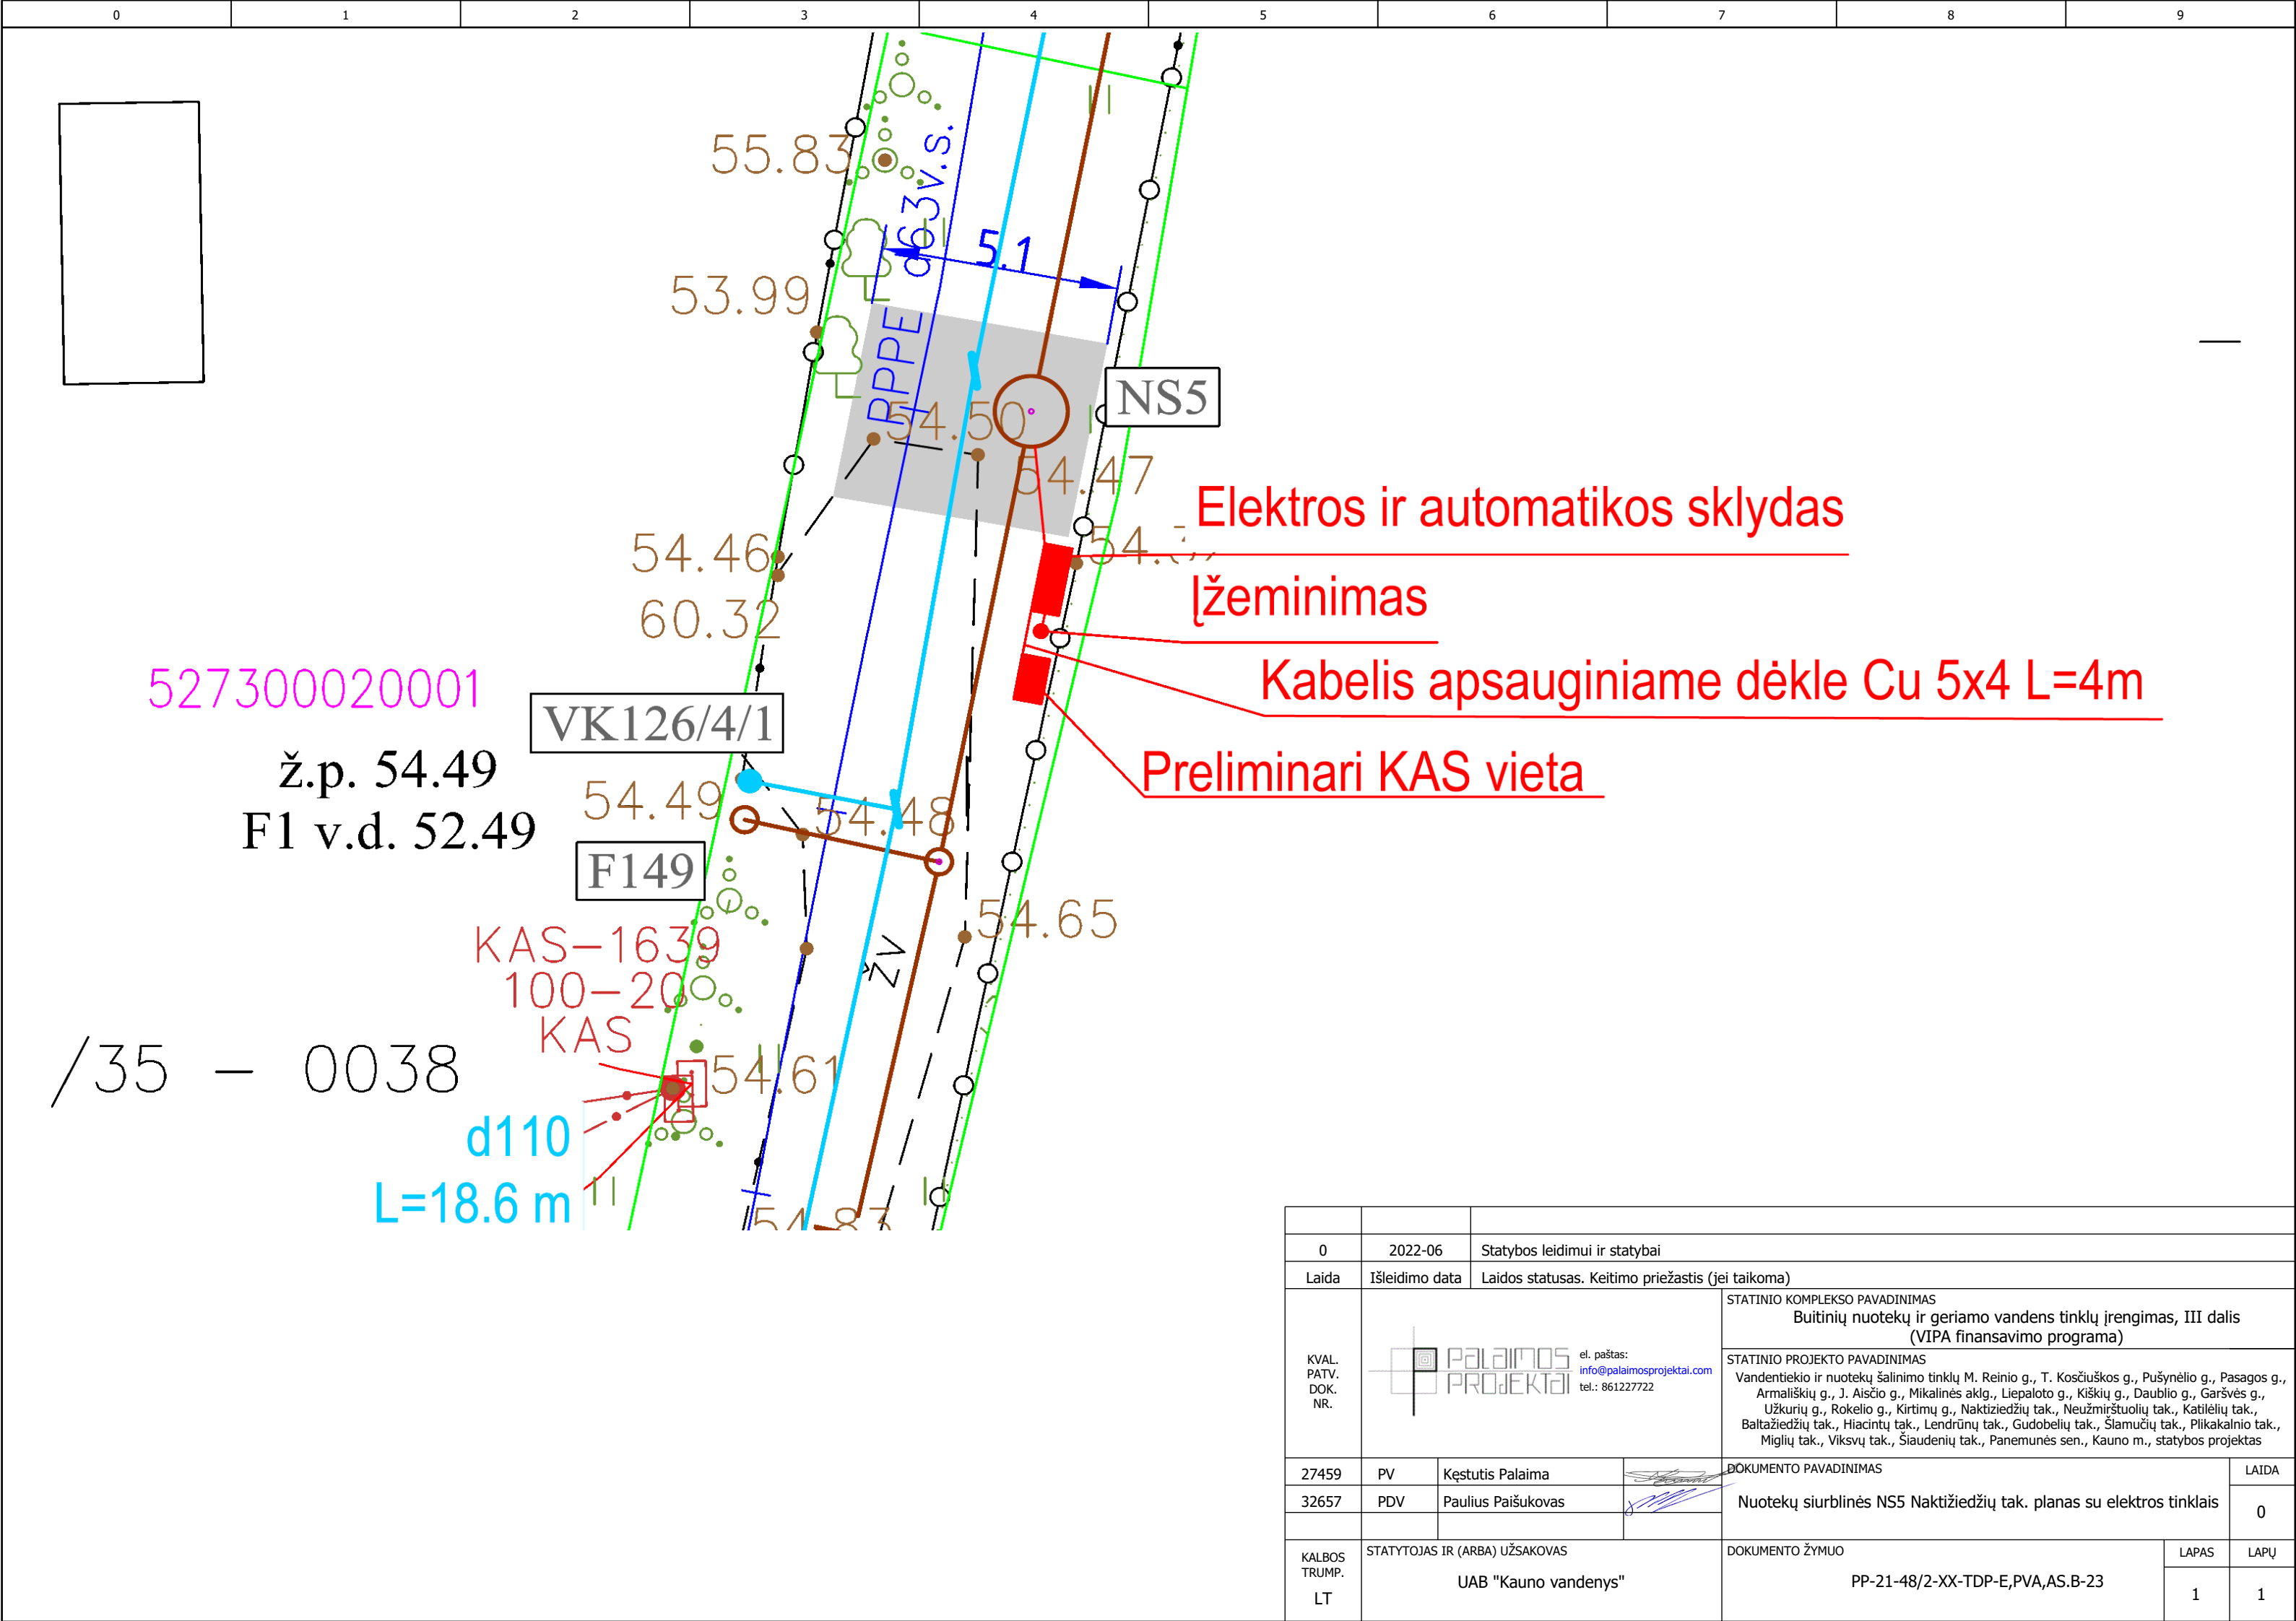 0 1 2 3 4 5 6 7 8 9
55.83
d63 v.s.
5.1
53.99
PPPE
NS5
54.50
54.47
Elektros ir automatikos sklydas
54.46
Įžeminimas
60.32
Kabelis apsauginiame dėkle Cu 5x4 L=4m
527300020001
VK126/4/1
ž.p. 54.49
Preliminari KAS vieta
54.49
54.48
F1 v.d. 52.49
F149
54.65
KAS-1639
ŽV
100-20
KAS
/35 - 0038
54.61
d110
L=18.6 m
54.83
0 2022-06 Statybos leidimui ir statybai
Laida Išleidimo data Laidos statusas. Keitimo priežastis (jei taikoma)
KVAL.
PATV.
DOK.
NR.
PALAIMOS
PROJEKTAI
el. paštas:
info@palaimosprojektai.com
tel.: 861227722
STATINIO KOMPLEKSO PAVADINIMAS
Buitinių nuotekų ir geriamo vandens tinklų įrengimas, III dalis
(VIPA finansavimo programa)
STATINIO PROJEKTO PAVADINIMAS
Vandentiekio ir nuotekų šalinimo tinklų M. Reinio g., T. Kosčiuškos g., Pušynėlio g., Pasagos g.,
Armališkių g., J. Aisčio g., Mikalinės aklg., Liepaloto g., Kiškių g., Daublio g., Garšvės g.,
Užkurių g., Rokelio g., Kirtimų g., Naktiziedžių tak., Neužmirštuolių tak., Katilėlių tak.,
Baltažiedžių tak., Hiacintų tak., Lendrūnų tak., Gudobelių tak., Šlamučių tak., Plikakalnio tak.,
Miglių tak., Viksvų tak., Šiaudenių tak., Panemunės sen., Kauno m., statybos projektas
27459 PV Kęstutis Palaima
32657 PDV Paulius Paišukovas
DOKUMENTO PAVADINIMAS
Nuotekų siurblinės NS5 Naktižiedžių tak. planas su elektros tinklais
LAIDA
0
KALBOS
TRUMP.
LT
STATYTOJAS IR (ARBA) UŽSAKOVAS
UAB "Kauno vandenys"
DOKUMENTO ŽYMUO
PP-21-48/2-XX-TDP-E,PVA,AS.B-23
LAPAS LAPŲ
1 1